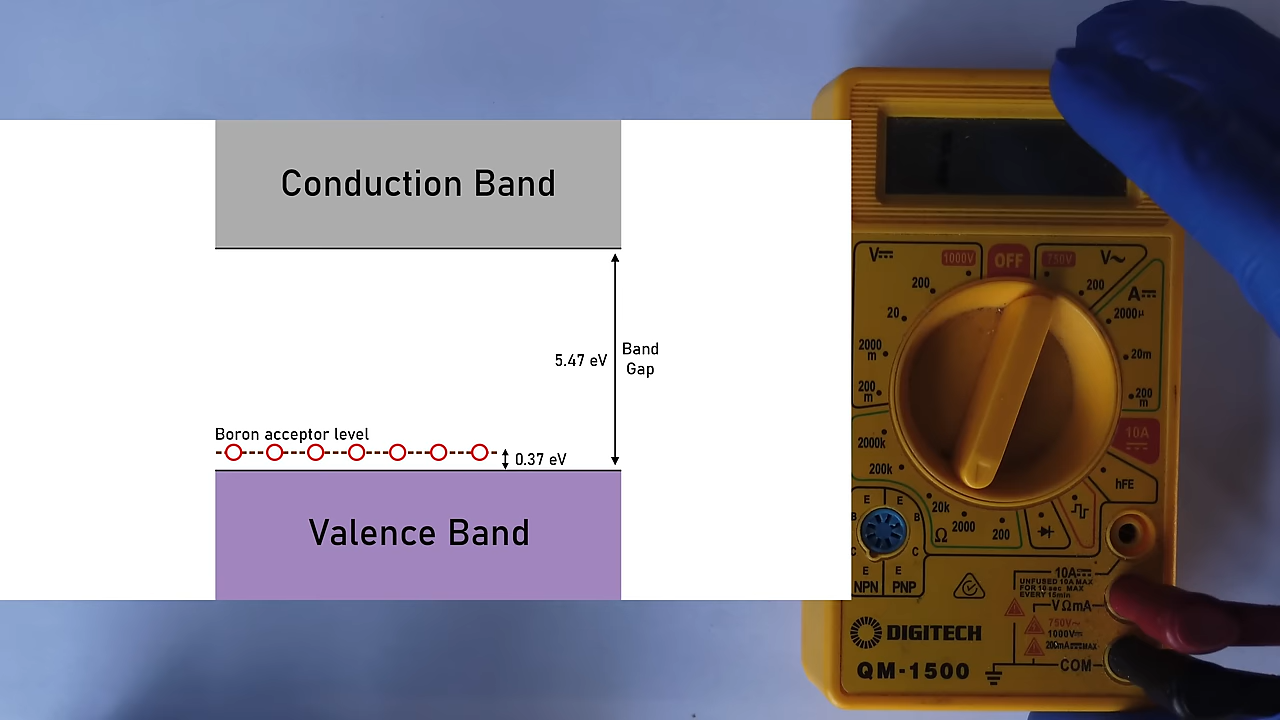 Conduction Band
5.47 eV
Band
Gap
Boron acceptor level
0.37 eV
Valence Band
V⎓
1000V
OFF
750V
V~
200
200
A⎓
20
2000µ
2000
m
20m
200
m
200
m
10A
2000k
200k
hFE
20k
2000
200
Ω
E
E
B
B
C
C
E
E
NPN
PNP
10A⎓
UNFUSED 10A MAX
FOR 10 sec MAX
EVERY 15min
VΩmA
750V~
1000V⎓
200mA⎓MAX
COM
DIGITECH
QM-1500